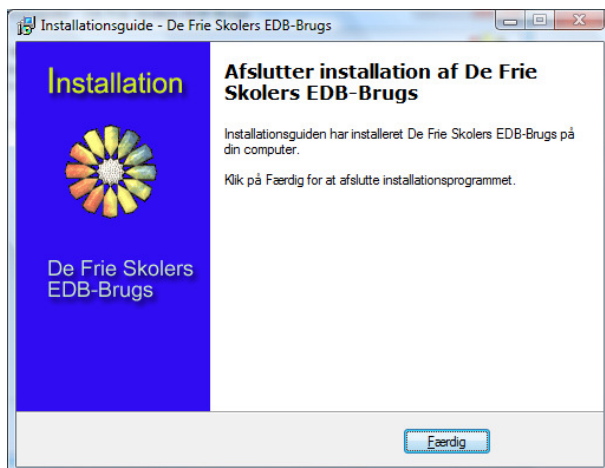 Installationsguide - De Frie Skolers EDB-Brugs
Installation
De Frie Skolers
EDB-Brugs
Afslutter installation af De Frie
Skolers EDB-Brugs
Installationsguiden har installeret De Frie Skolers EDB-Brugs på
din computer.
Klik på Færdig for at afslutte installationsprogrammet.
Færdig